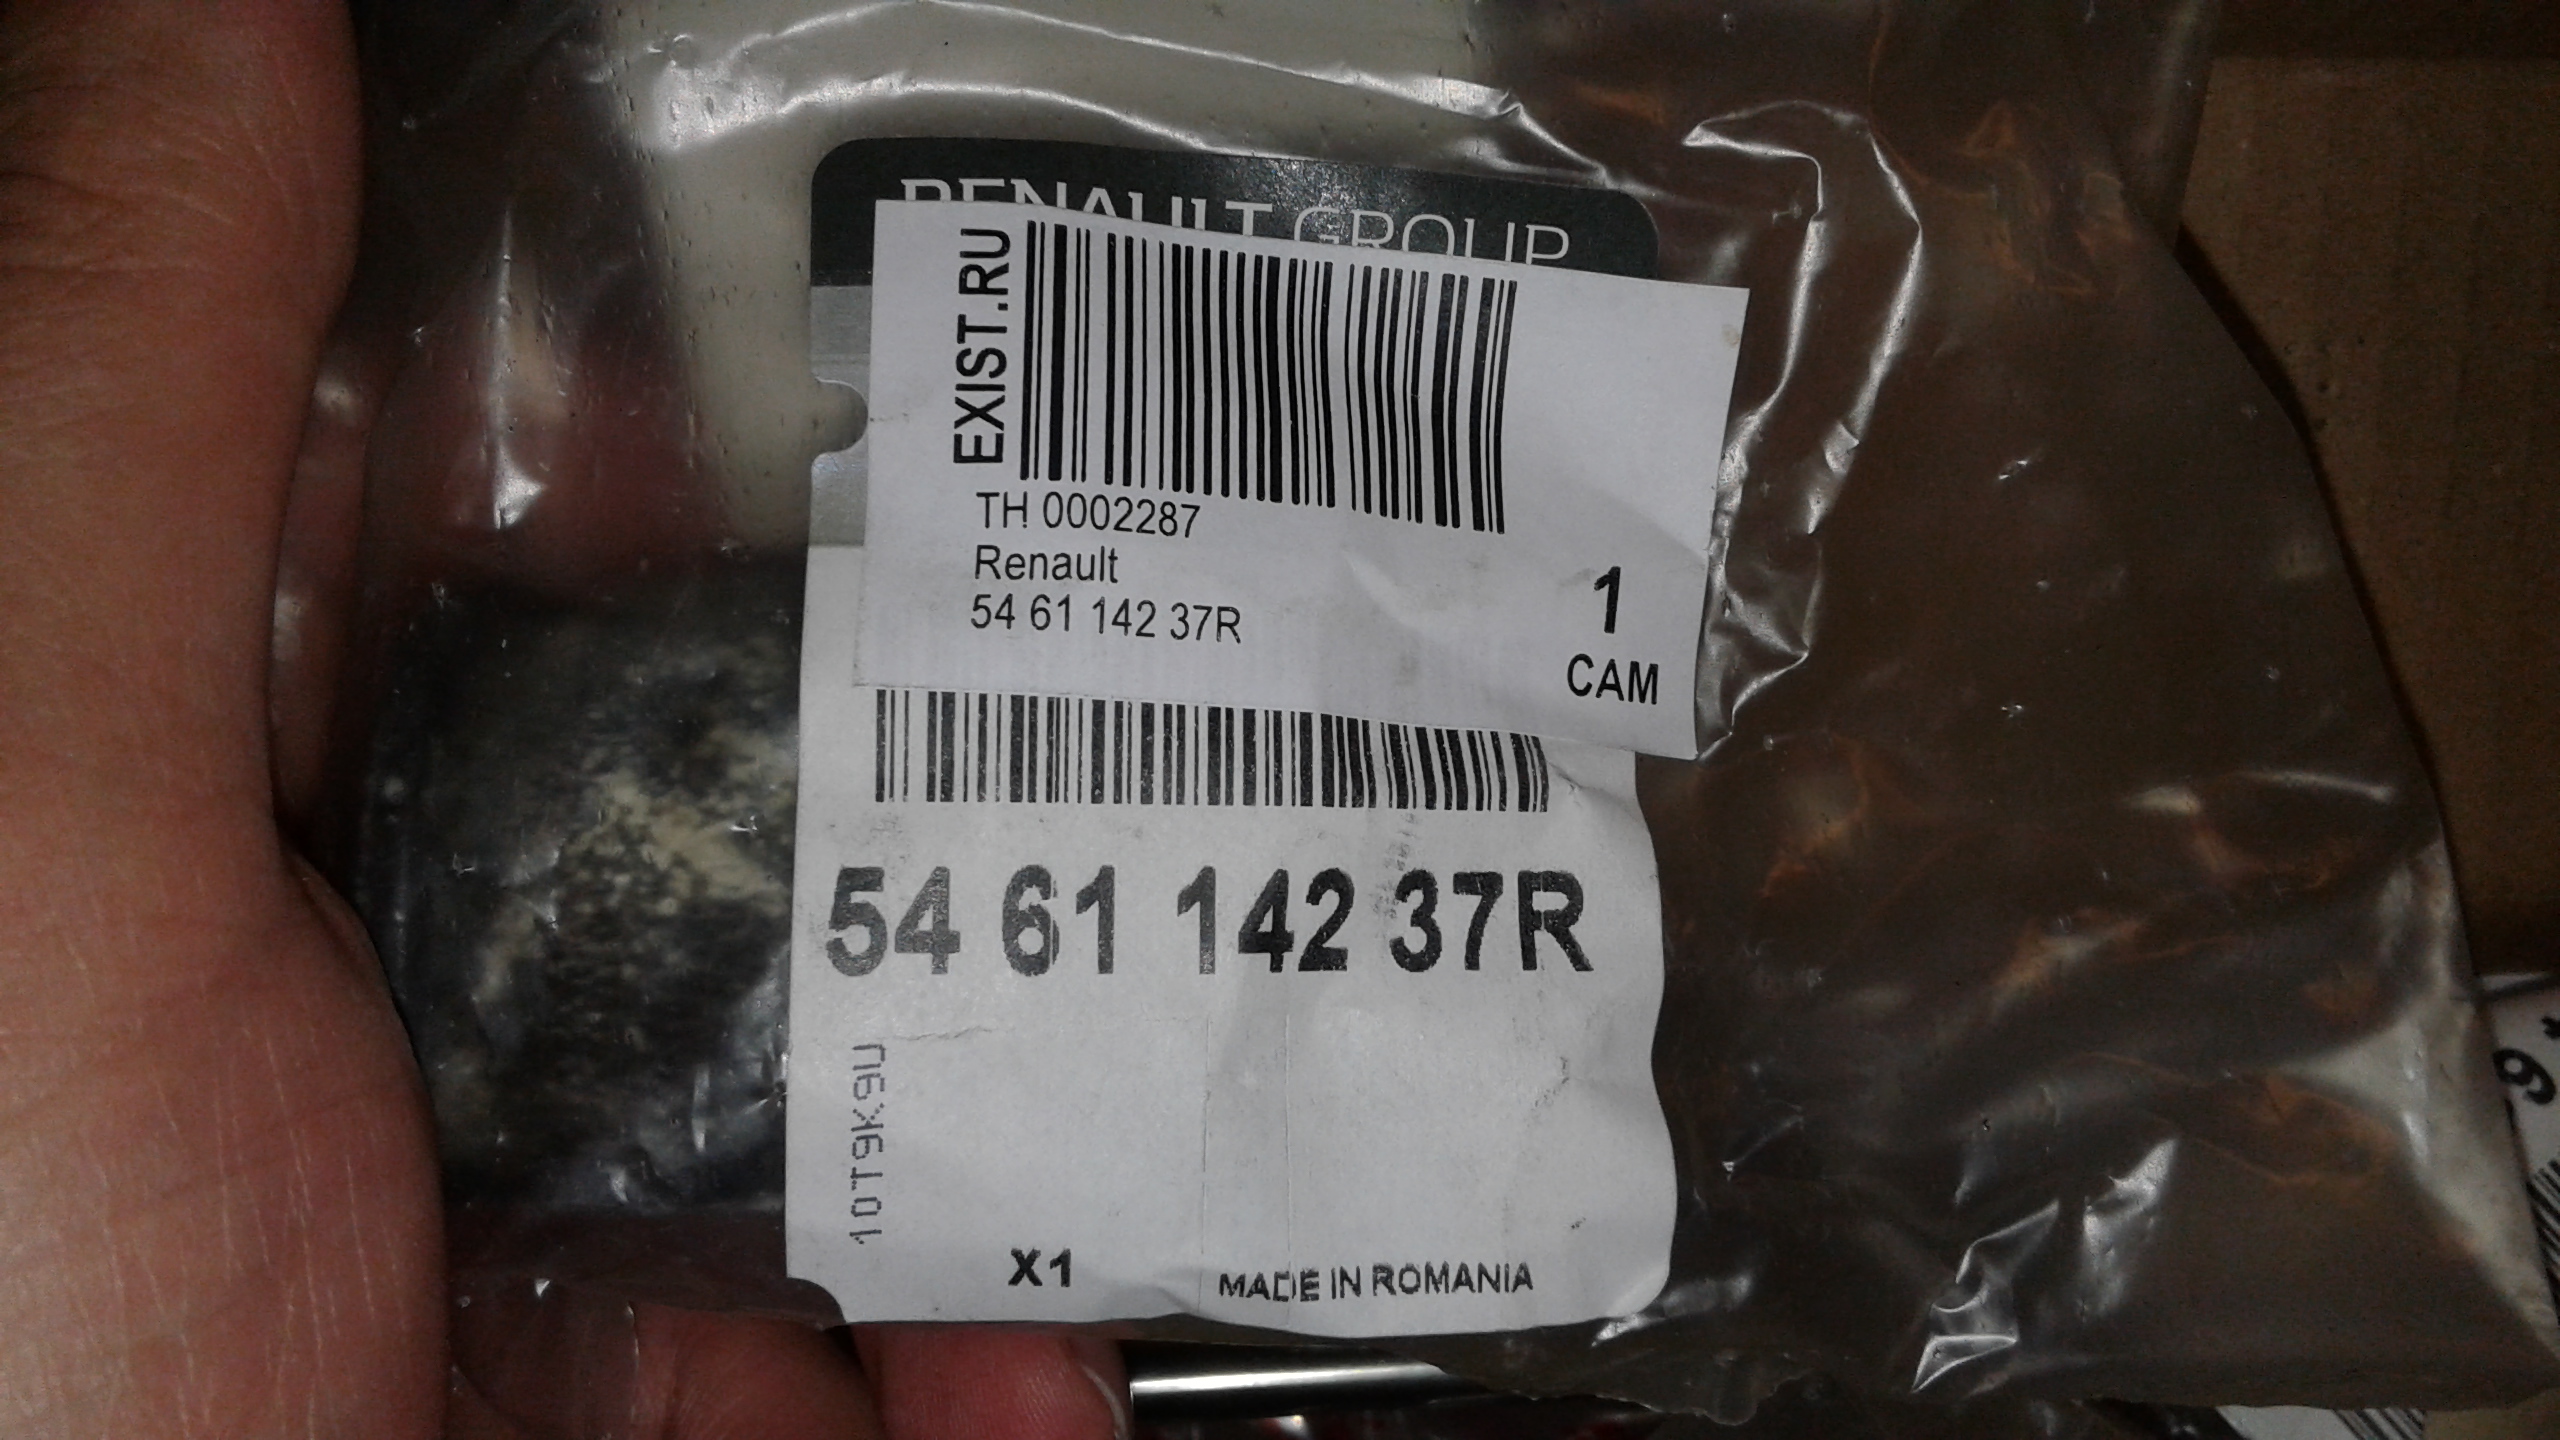 RENAULT GROUP
EXIST.RU
TH 0002287
Renault
54 61 142 37R
1
CAM
54 61 142 37R
10T9K9U
X1
MADE IN ROMANIA